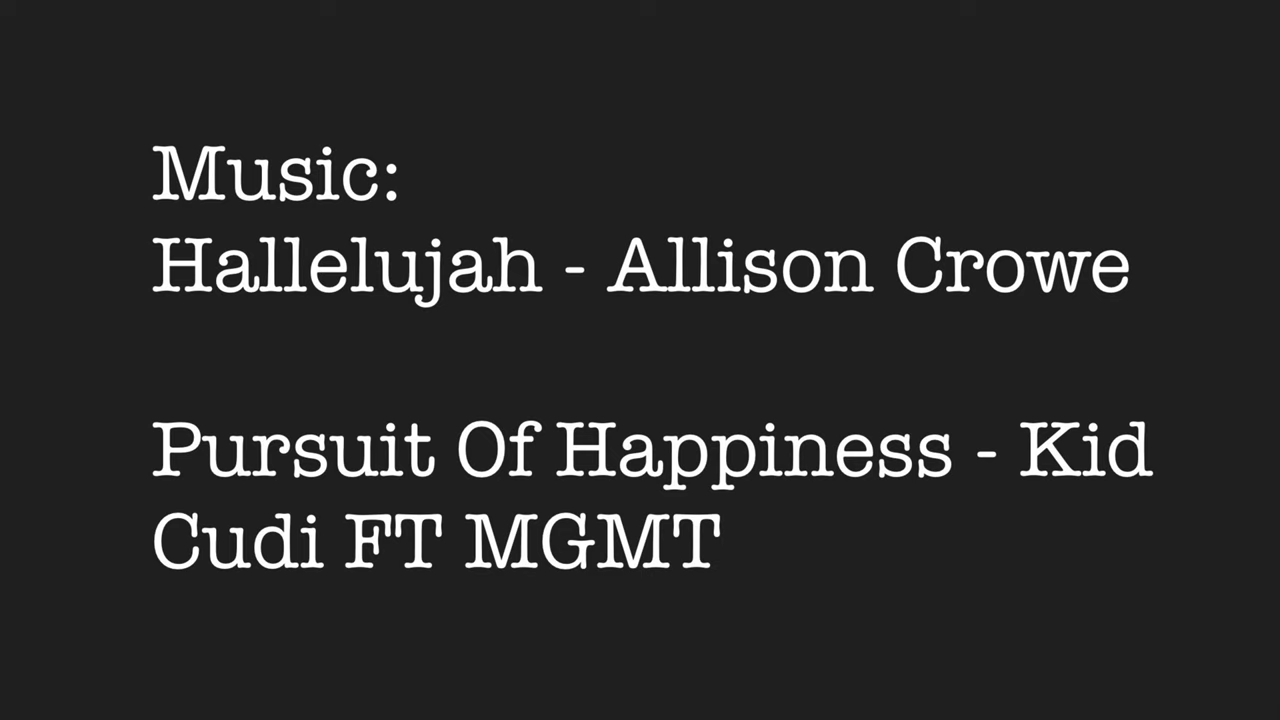 Music:
Hallelujah - Allison Crowe
Pursuit Of Happiness - Kid
Cudi FT MGMT